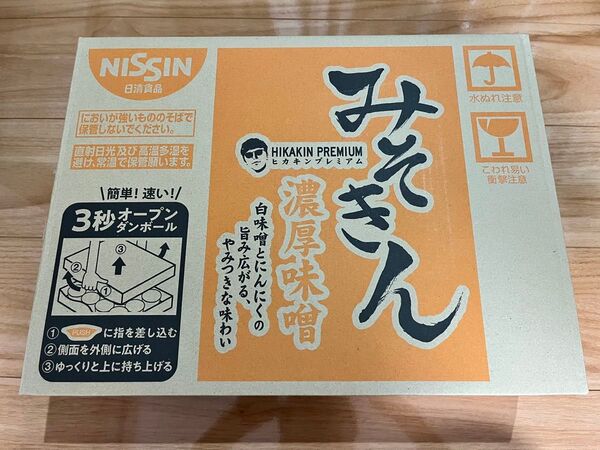 NISSIN
日清食品
においが強いもののそばで
保管しないでください。
直射日光及び高温多湿を
避け、常温で保管願います。
簡単!速い!
3秒オープン
ダンボール
③
②
①
① PUSH に指を差し込む
② 側面を外側に広げる
③ ゆっくりと上に持ち上げる
みそきん
HIKAKIN PREMIUM
ヒカキンプレミアム
濃厚味噌
白味噌とにんにくの
旨み広がる、
やみつきな味わい
水ぬれ注意
こわれ易い
衝撃注意